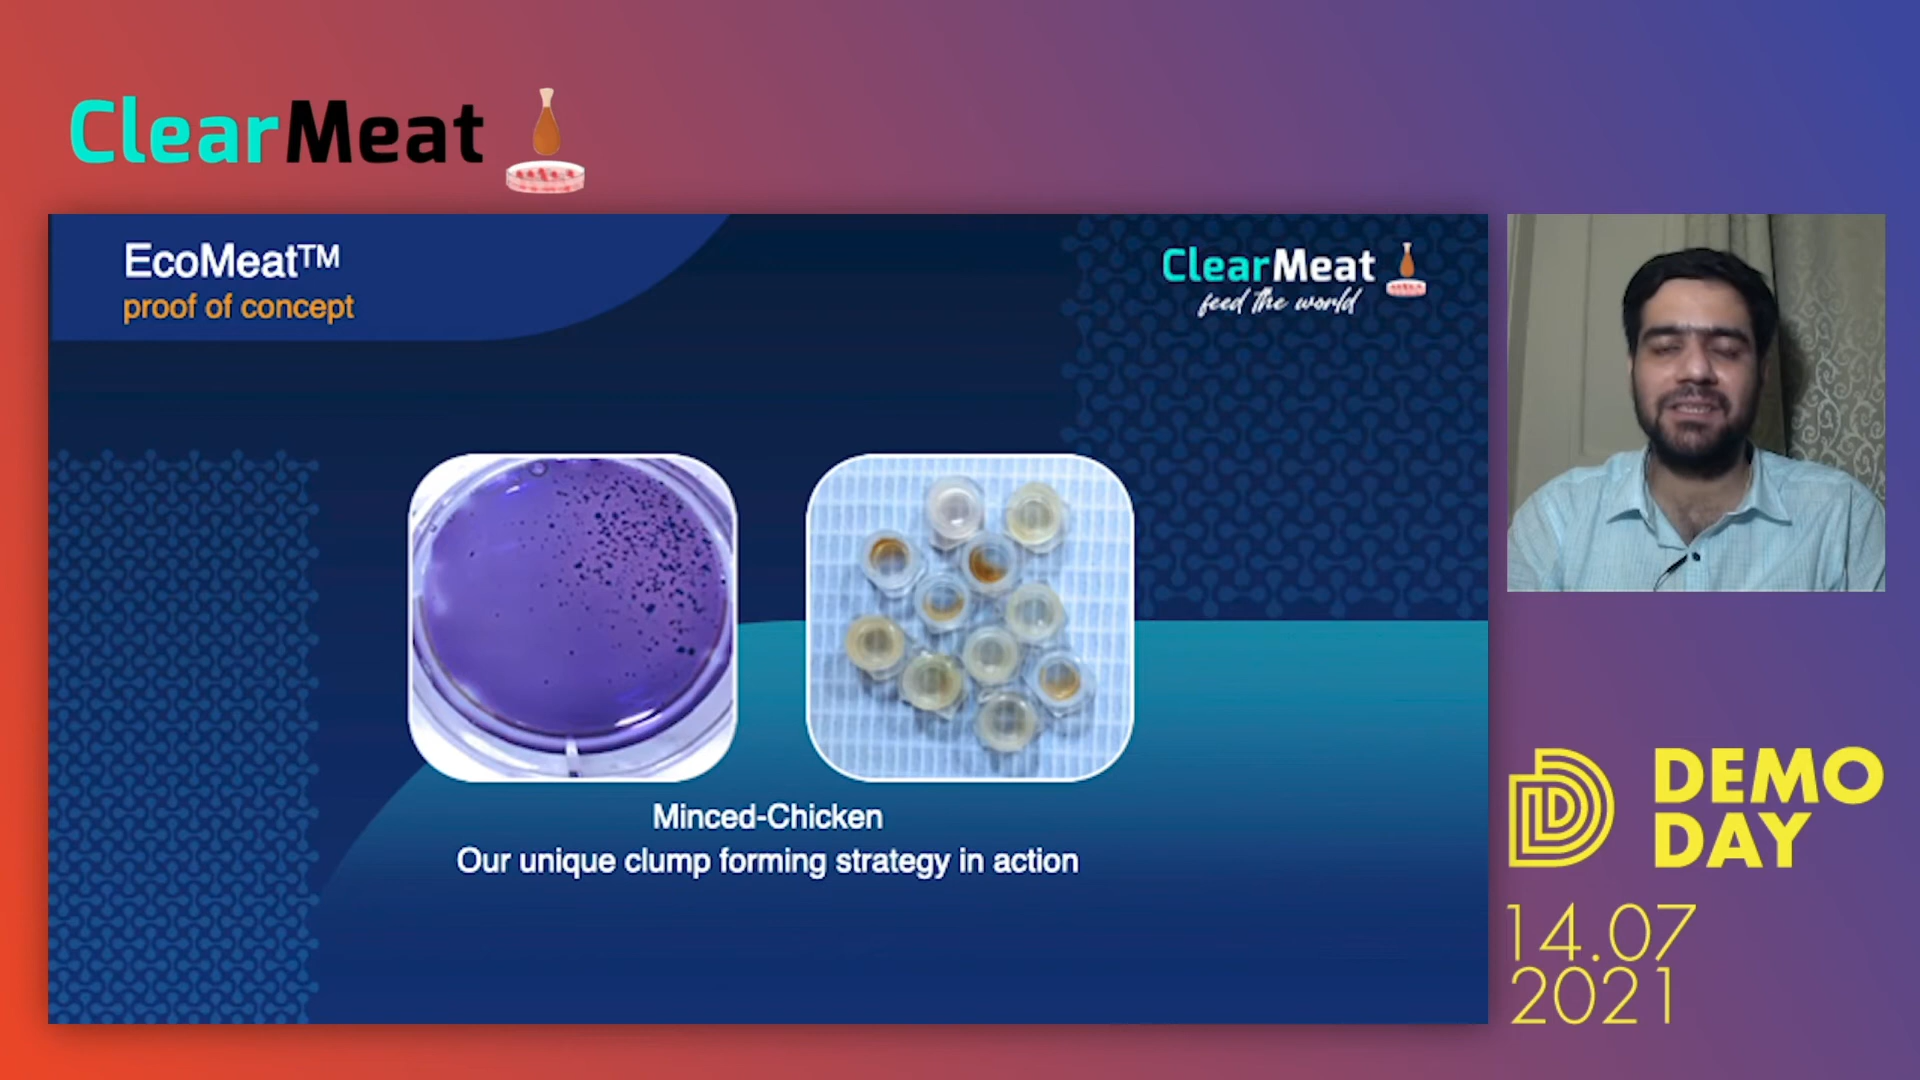 ClearMeat
EcoMeat™
proof of concept
ClearMeat
feed the world
Minced-Chicken
Our unique clump forming strategy in action
DEMO
DAY
14.07
2021